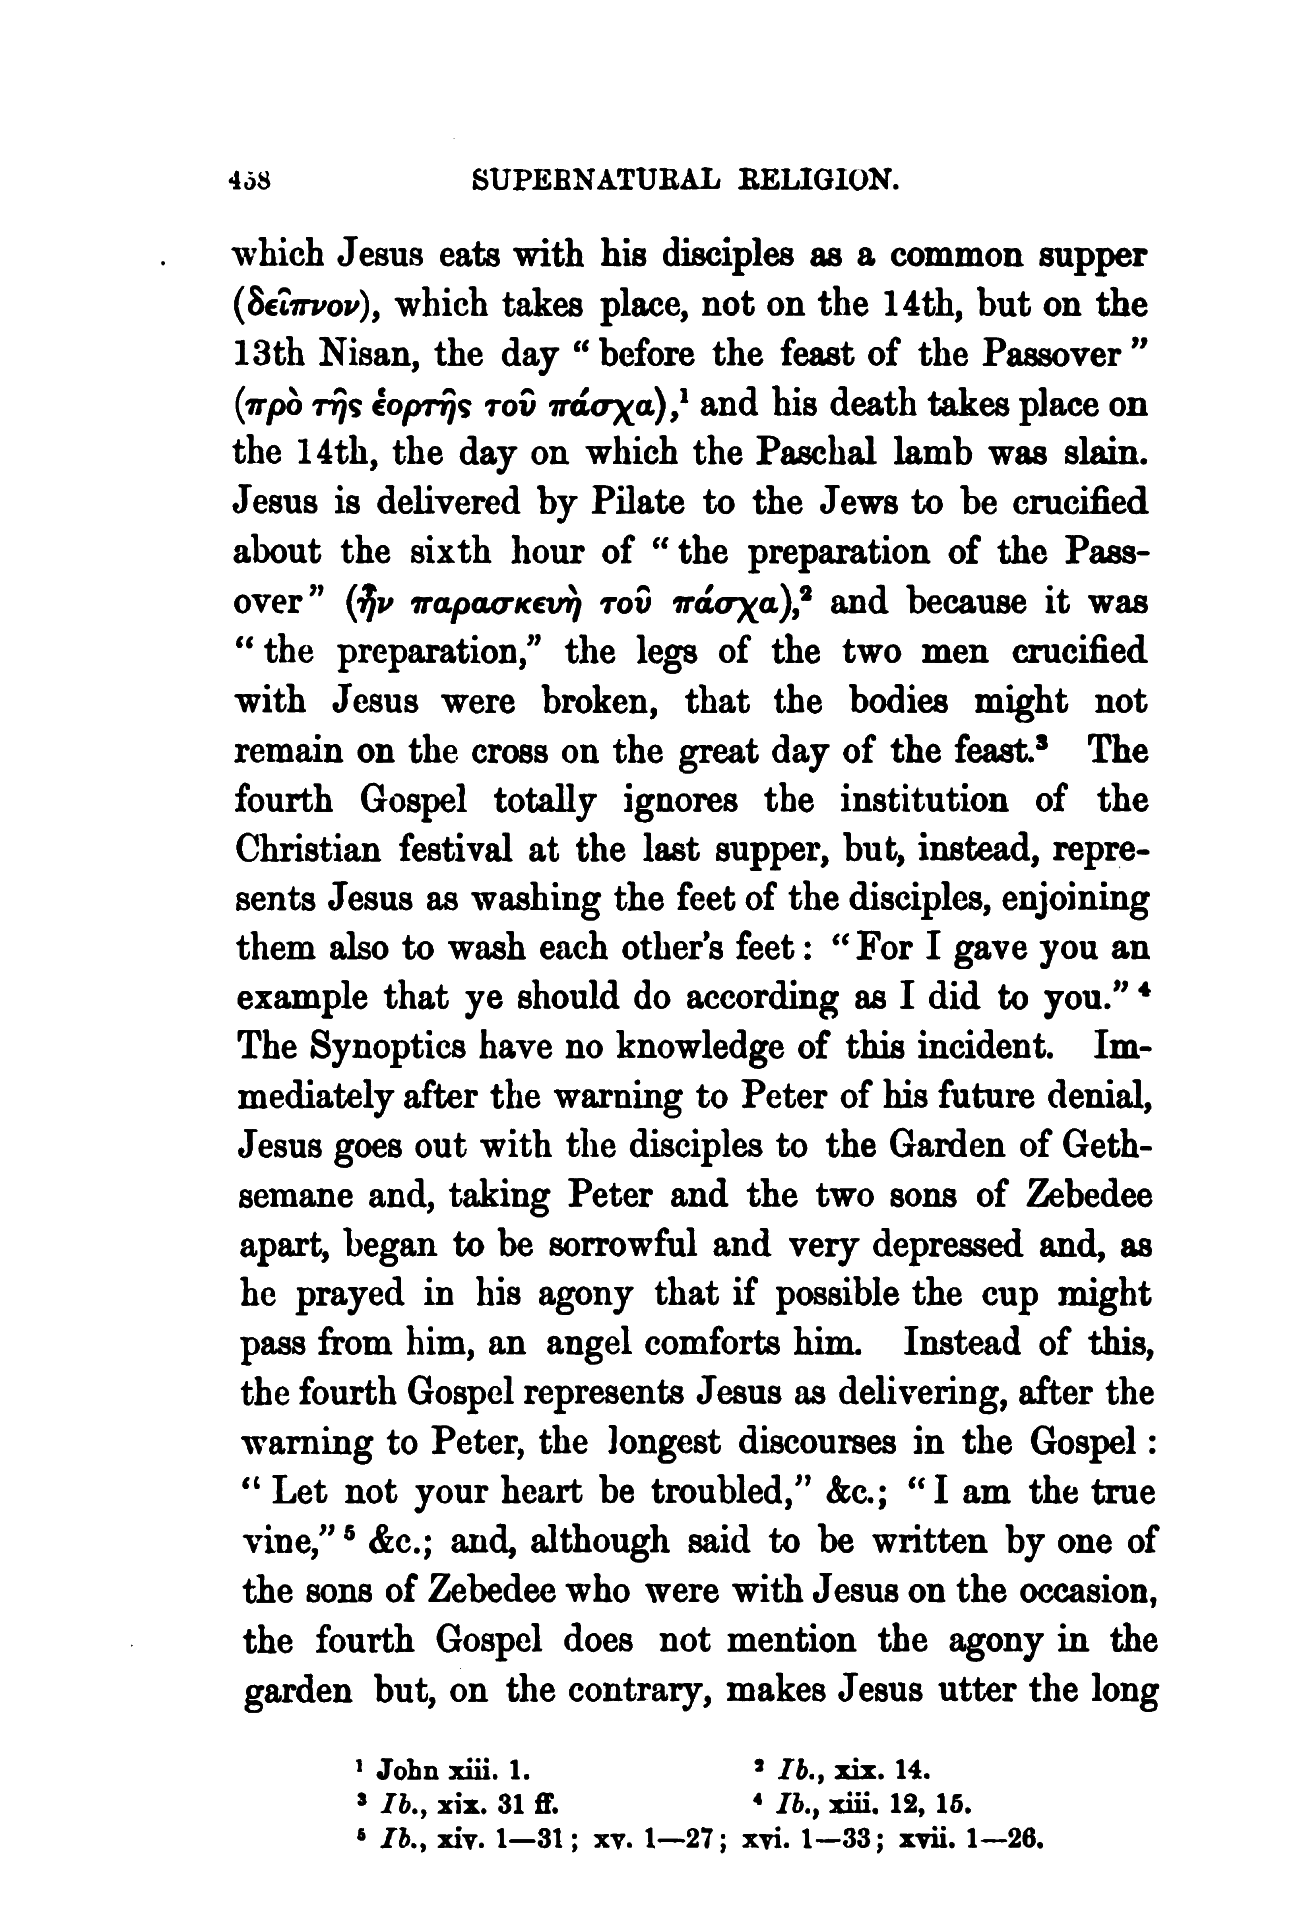 458 SUPERNATURAL RELIGION.
which Jesus eats with his disciples as a common supper
(δεῖπνον), which takes place, not on the 14th, but on the
13th Nisan, the day “before the feast of the Passover”
(πρὸ τῆς ἑορτῆς τοῦ πάσχα),¹ and his death takes place on
the 14th, the day on which the Paschal lamb was slain.
Jesus is delivered by Pilate to the Jews to be crucified
about the sixth hour of “the preparation of the Pass-
over” (ἦν παρασκευὴ τοῦ πάσχα),² and because it was
“the preparation,” the legs of the two men crucified
with Jesus were broken, that the bodies might not
remain on the cross on the great day of the feast.³ The
fourth Gospel totally ignores the institution of the
Christian festival at the last supper, but, instead, repre-
sents Jesus as washing the feet of the disciples, enjoining
them also to wash each other’s feet: “For I gave you an
example that ye should do according as I did to you.”⁴
The Synoptics have no knowledge of this incident. Im-
mediately after the warning to Peter of his future denial,
Jesus goes out with the disciples to the Garden of Geth-
semane and, taking Peter and the two sons of Zebedee
apart, began to be sorrowful and very depressed and, as
he prayed in his agony that if possible the cup might
pass from him, an angel comforts him. Instead of this,
the fourth Gospel represents Jesus as delivering, after the
warning to Peter, the longest discourses in the Gospel:
“Let not your heart be troubled,” &c.; “I am the true
vine,”⁵ &c.; and, although said to be written by one of
the sons of Zebedee who were with Jesus on the occasion,
the fourth Gospel does not mention the agony in the
garden but, on the contrary, makes Jesus utter the long
¹ John xiii. 1. ² Ib., xix. 14.
³ Ib., xix. 31 ff. ⁴ Ib., xiii. 12, 15.
⁵ Ib., xiv. 1—31; xv. 1—27; xvi. 1—33; xvii. 1—26.